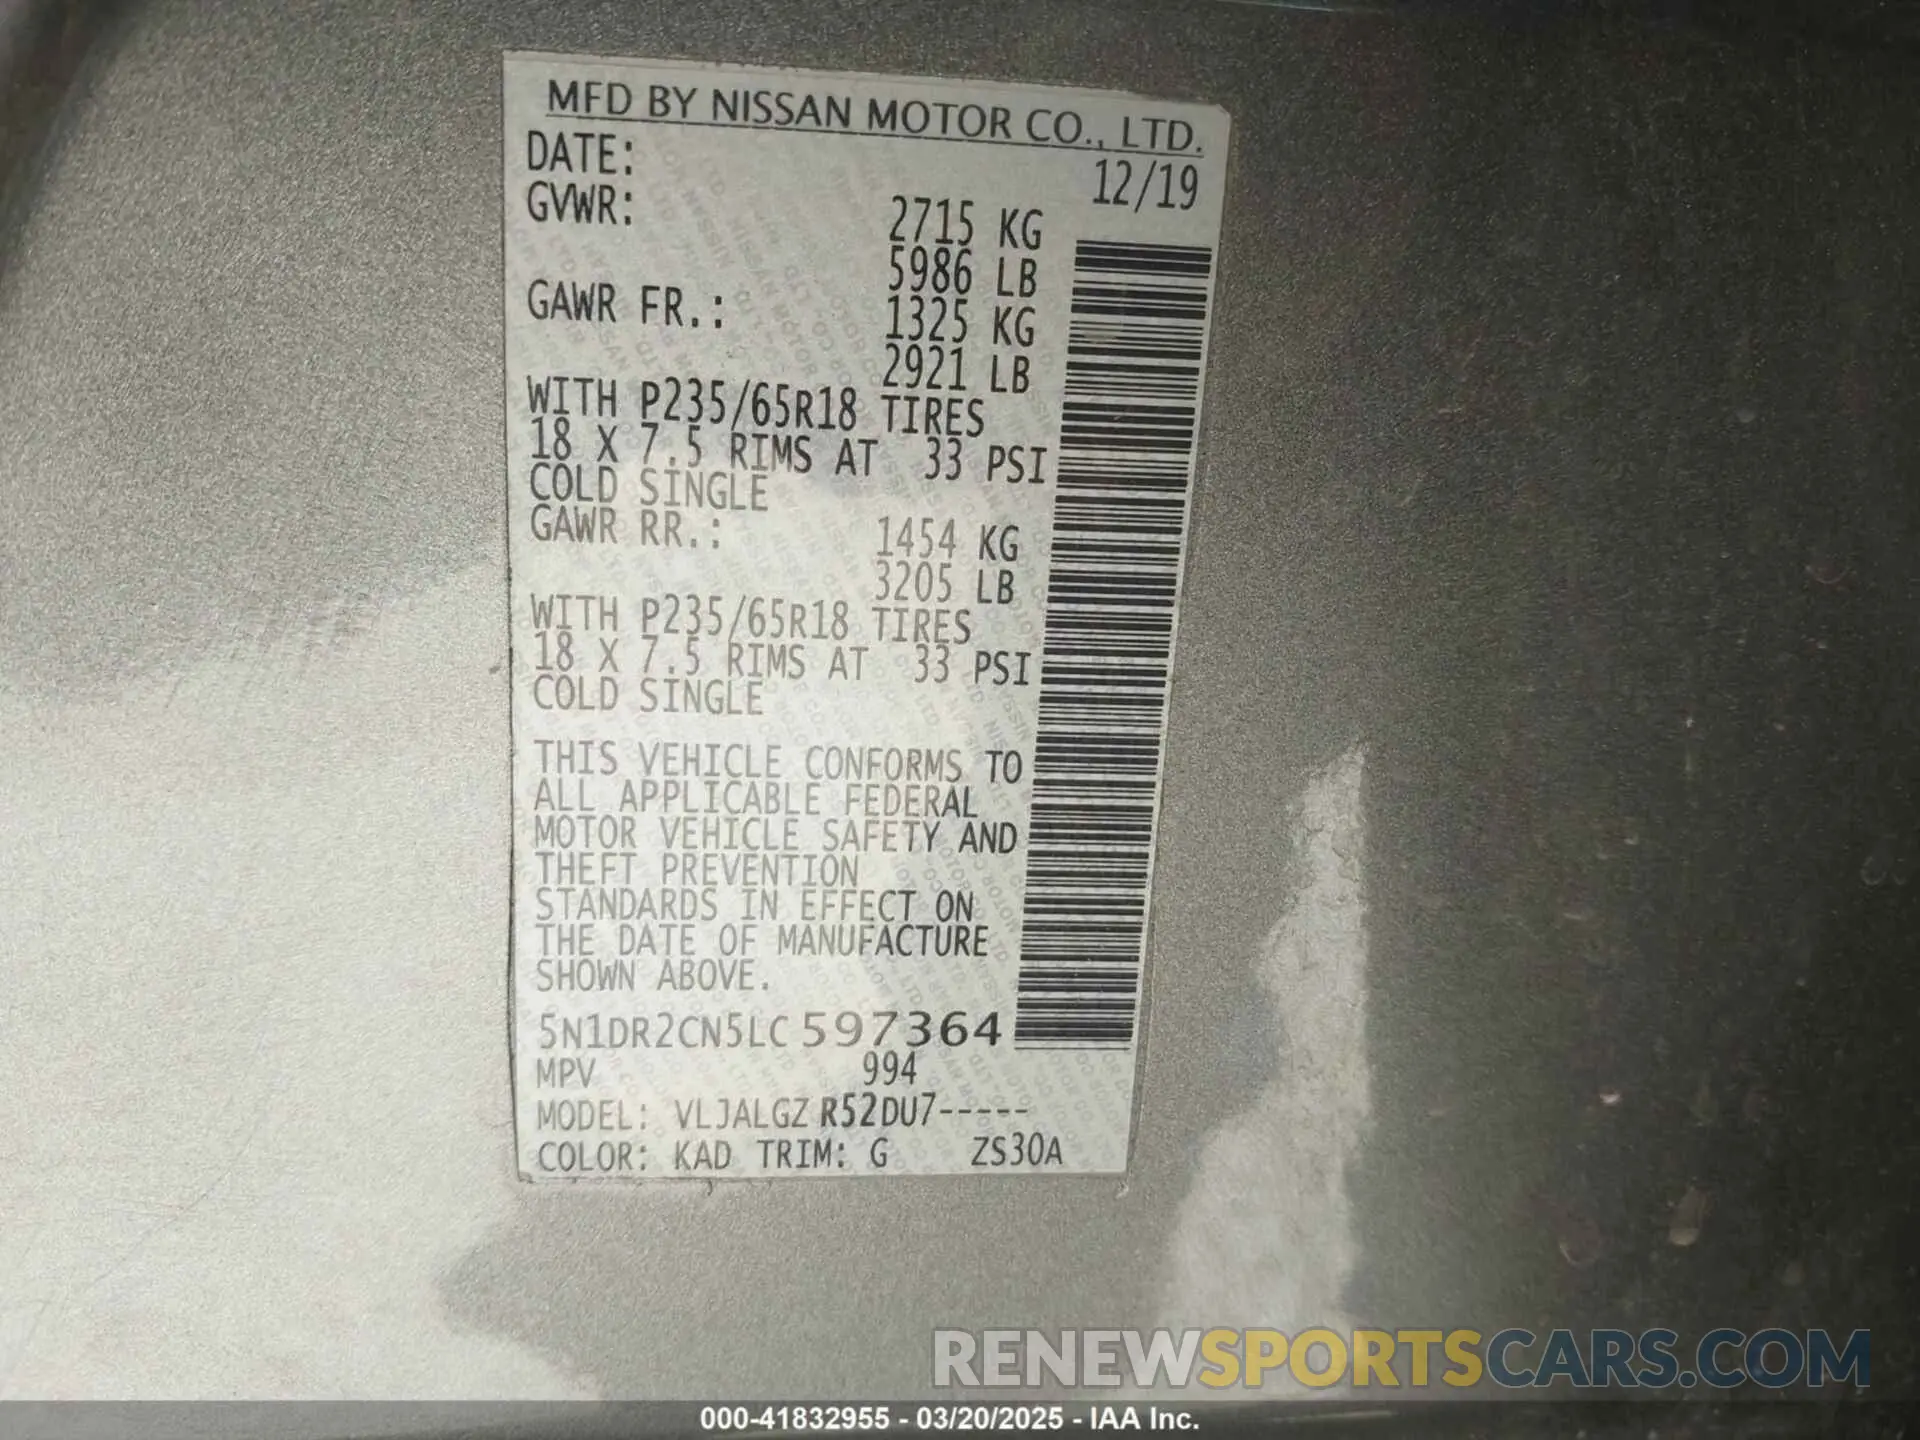 MFD BY NISSAN MOTOR CO., LTD.
DATE: 12/19
GVWR: 2715 KG
5986 LB
GAWR FR.: 1325 KG
2921 LB
WITH P235/65R18 TIRES
18 X 7.5 RIMS AT 33 PSI
COLD SINGLE
GAWR RR.: 1454 KG
3205 LB
WITH P235/65R18 TIRES
18 X 7.5 RIMS AT 33 PSI
COLD SINGLE
THIS VEHICLE CONFORMS TO
ALL APPLICABLE FEDERAL
MOTOR VEHICLE SAFETY AND
THEFT PREVENTION
STANDARDS IN EFFECT ON
THE DATE OF MANUFACTURE
SHOWN ABOVE.
5N1DR2CN5LC597364
MPV 994
MODEL: VLJALGZ R52DU7-----
COLOR: KAD TRIM: G ZS30A
RENEWSPORTSCARS.COM
000-41832955 - 03/20/2025 - IAA Inc.